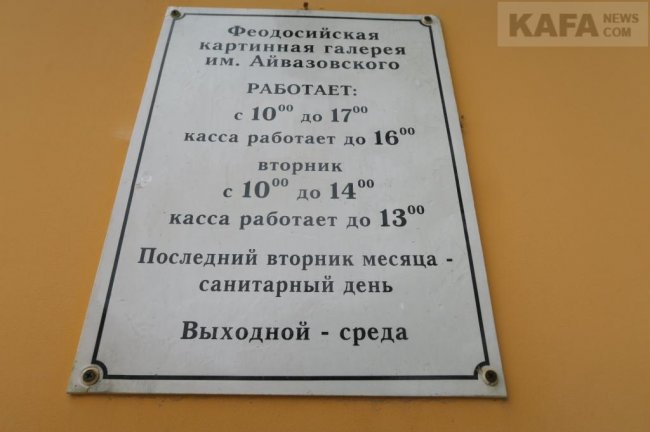 KAFA NEWS COM
Феодосийская
картинная галерея
им. Айвазовского
РАБОТАЕТ:
с 10⁰⁰ до 17⁰⁰
касса работает до 16⁰⁰
вторник
с 10⁰⁰ до 14⁰⁰
касса работает до 13⁰⁰
Последний вторник месяца -
санитарный день
Выходной - среда